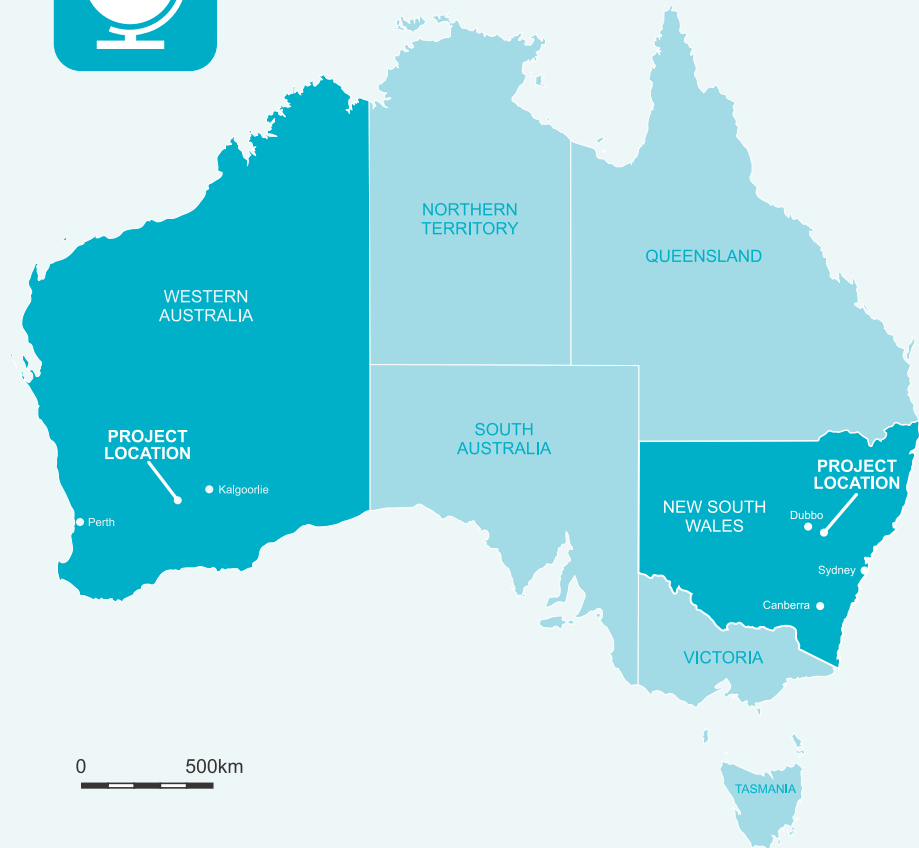 NORTHERN
TERRITORY
QUEENSLAND
WESTERN
AUSTRALIA
SOUTH
AUSTRALIA
PROJECT
LOCATION
Kalgoorlie
Perth
PROJECT
LOCATION
NEW SOUTH
WALES
Dubbo
Sydney
Canberra
VICTORIA
0 500km
TASMANIA